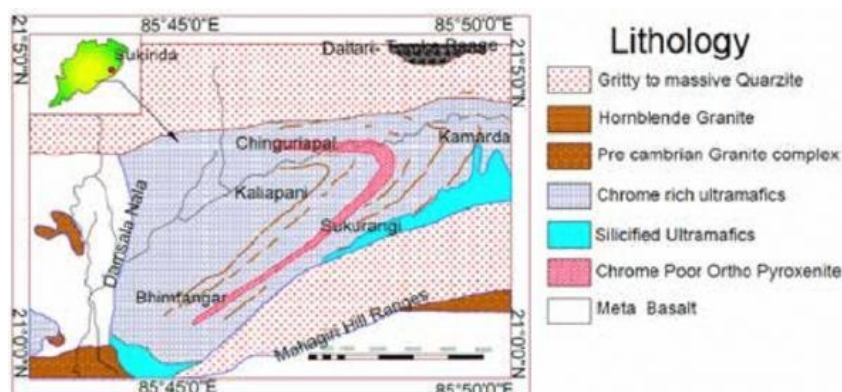 85°45'0"E
85°50'0"E
21°5'0"N
Sukinda
Daitari- Tomka Range
21°5'0"N
Chinguriapal
Kamarda
Kaliapani
Damsala Nala
Sukurangi
Bhimtangar
Mahagiri Hill Ranges
21°0'0"N
21°0'0"N
85°45'0"E
85°50'0"E
Lithology
Gritty to massive Quarzite
Hornblende Granite
Pre cambrian Granite complex
Chrome rich ultramafics
Silicified Ultramafics
Chrome Poor Ortho Pyroxenite
Meta Basalt